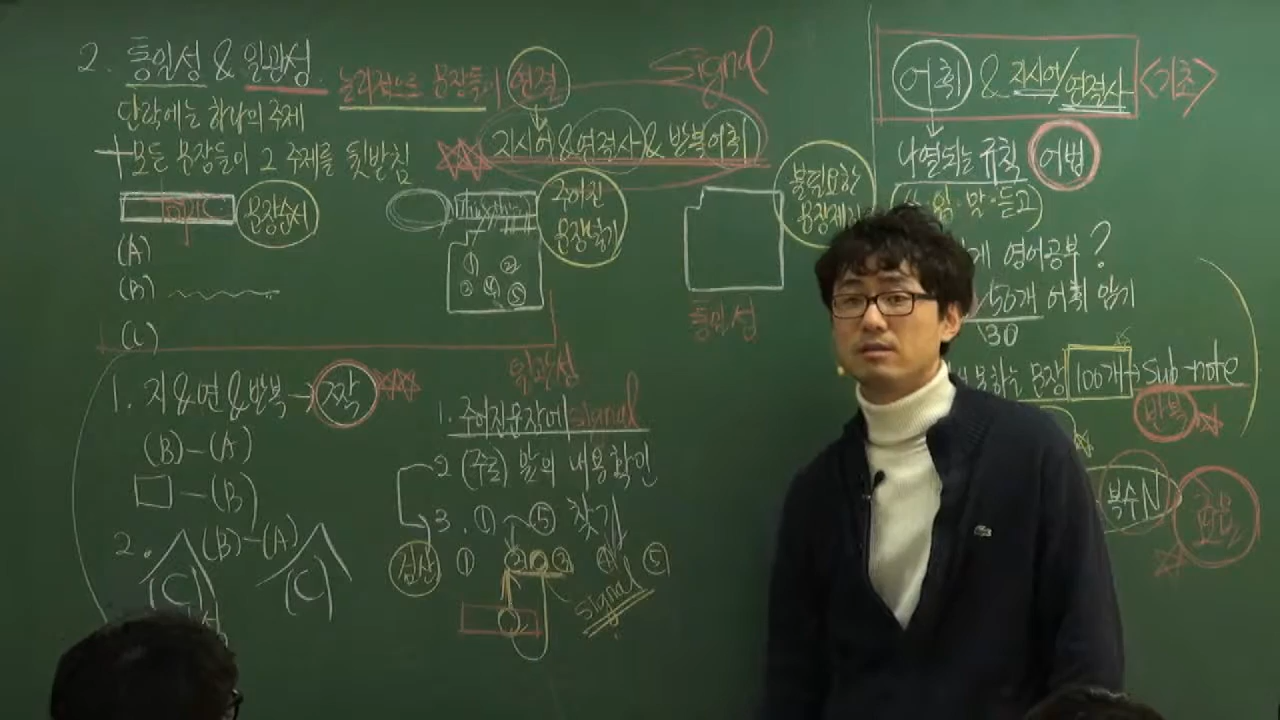 2. 통일성 & 일관성
논리적으로 문장들이 연결
단락에는 하나의 주제
+모든 문장들이 그 주제를 뒷받침
지시어 & 연결사 & 반복어휘
signal
문장순서
(A)
(B)
(C)
주어진
문장넣기
① ②
③ ④ ⑤
일관성
불필요한
문장제거
통일성
1. 지&연&반복→짝
(B)-(A)
□-(B)
2. (B)-(A)
(C) (C)
1. 주어진문장에 signal
2 (주로) 앞의 내용확인
3. ① ~ ⑤ 찾기
검산 ① ② ③ ④ ⑤
signal
어휘 & 지시어/연결사 <기초>
나열되는 규칙 어법
영어공부?
50개 어휘 암기
30
문장 100개→sub-note
반복
복수N